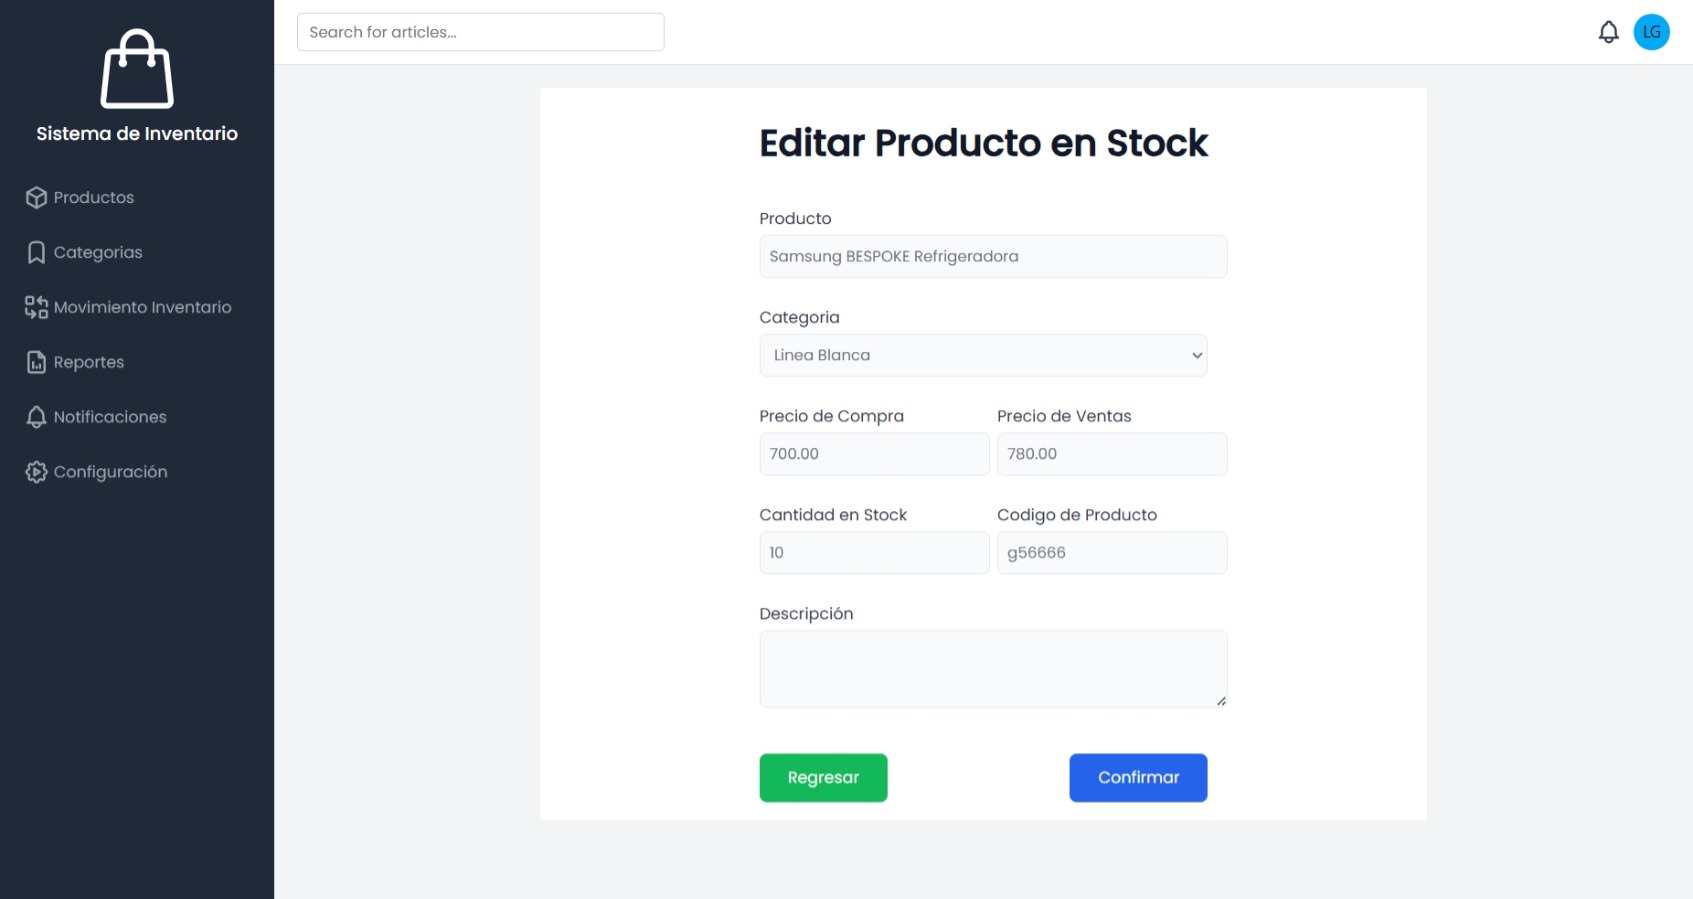 Sistema de Inventario
Productos
Categorias
Movimiento Inventario
Reportes
Notificaciones
Configuración
Search for articles...
LG
Editar Producto en Stock
Producto
Samsung BESPOKE Refrigeradora
Categoria
Linea Blanca
Precio de Compra Precio de Ventas
700.00 780.00
Cantidad en Stock Codigo de Producto
10 g56666
Descripción
Regresar Confirmar